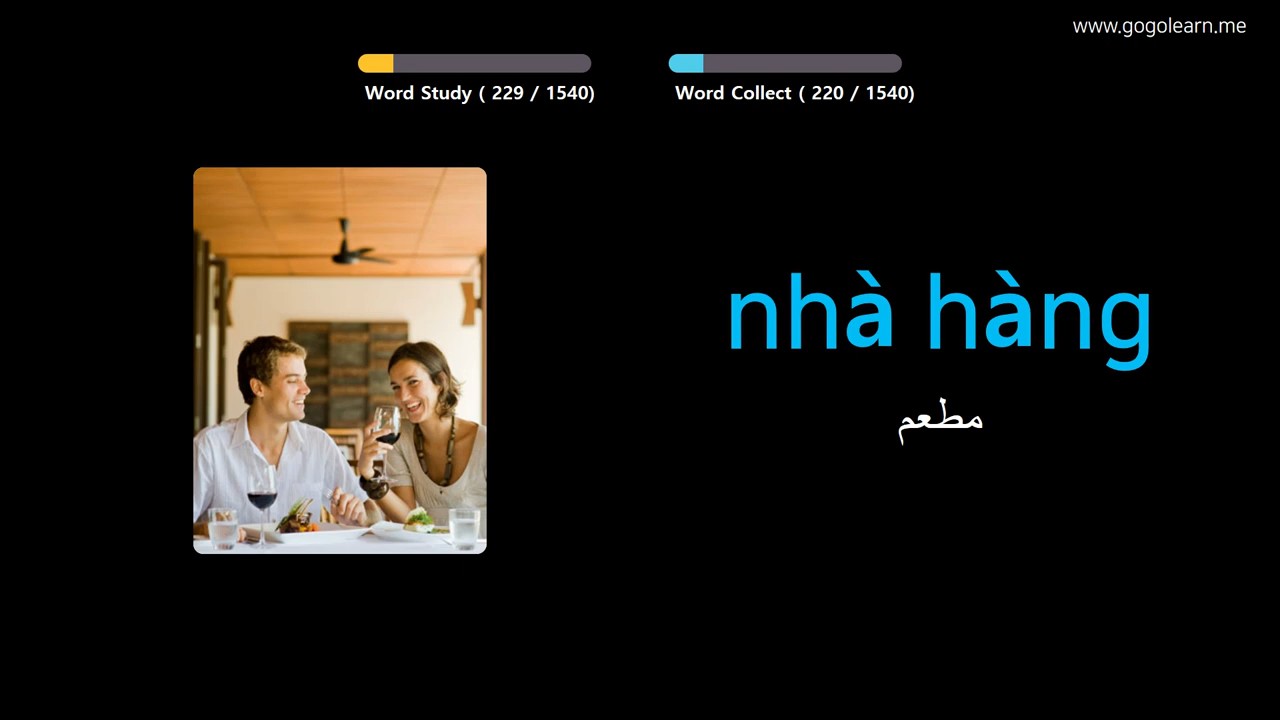 www.gogolearn.me
Word Study ( 229 / 1540)
Word Collect ( 220 / 1540)
nhà hàng
مطعم